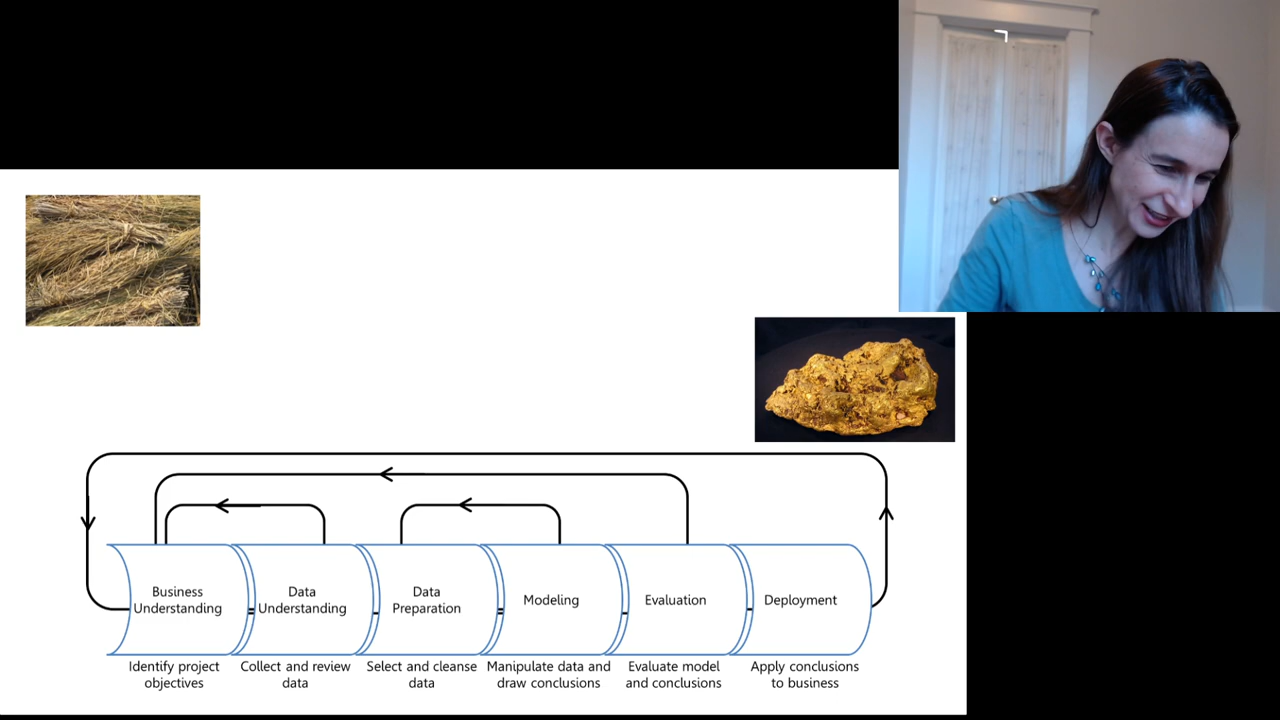 Business
Understanding
Data
Understanding
Data
Preparation
Modeling
Evaluation
Deployment
Identify project
objectives
Collect and review
data
Select and cleanse
data
Manipulate data and
draw conclusions
Evaluate model
and conclusions
Apply conclusions
to business